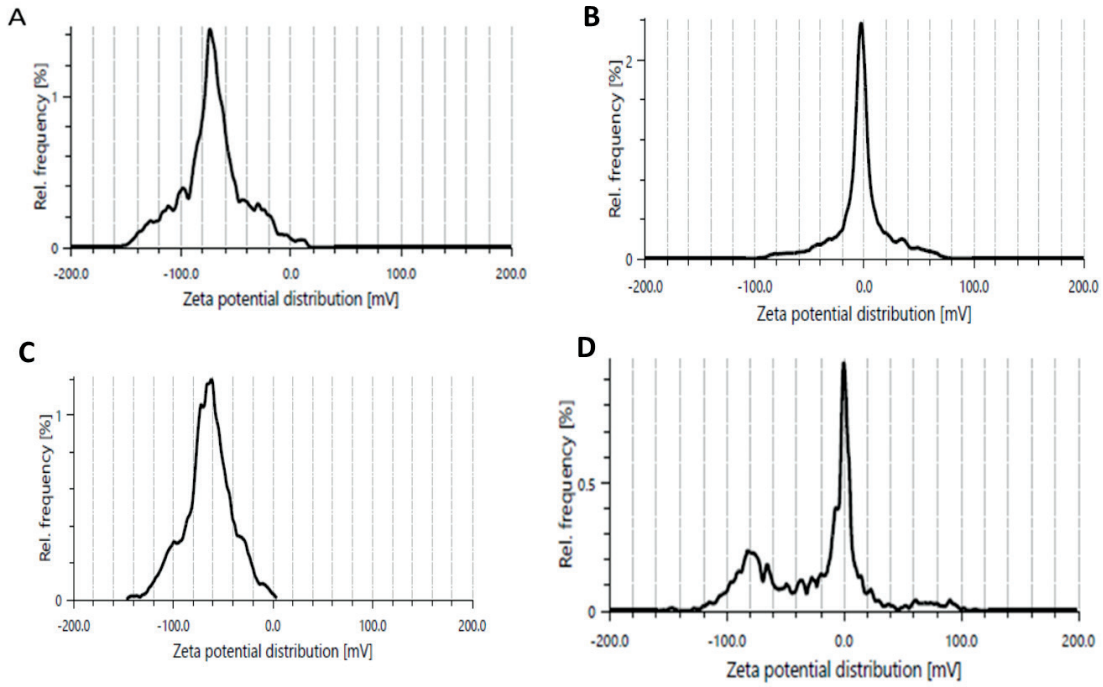 A
Rel. frequency [%]
1
0
-200.0 -100.0 0.0 100.0 200.0
Zeta potential distribution [mV]
B
Rel. frequency [%]
2
0
-200.0 -100.0 0.0 100.0 200.0
Zeta potential distribution [mV]
C
Rel. frequency [%]
1
0
-200.0 -100.0 0.0 100.0 200.0
Zeta potential distribution [mV]
D
Rel. frequency [%]
0.5
0
-200.0 -100.0 0.0 100.0 200.0
Zeta potential distribution [mV]